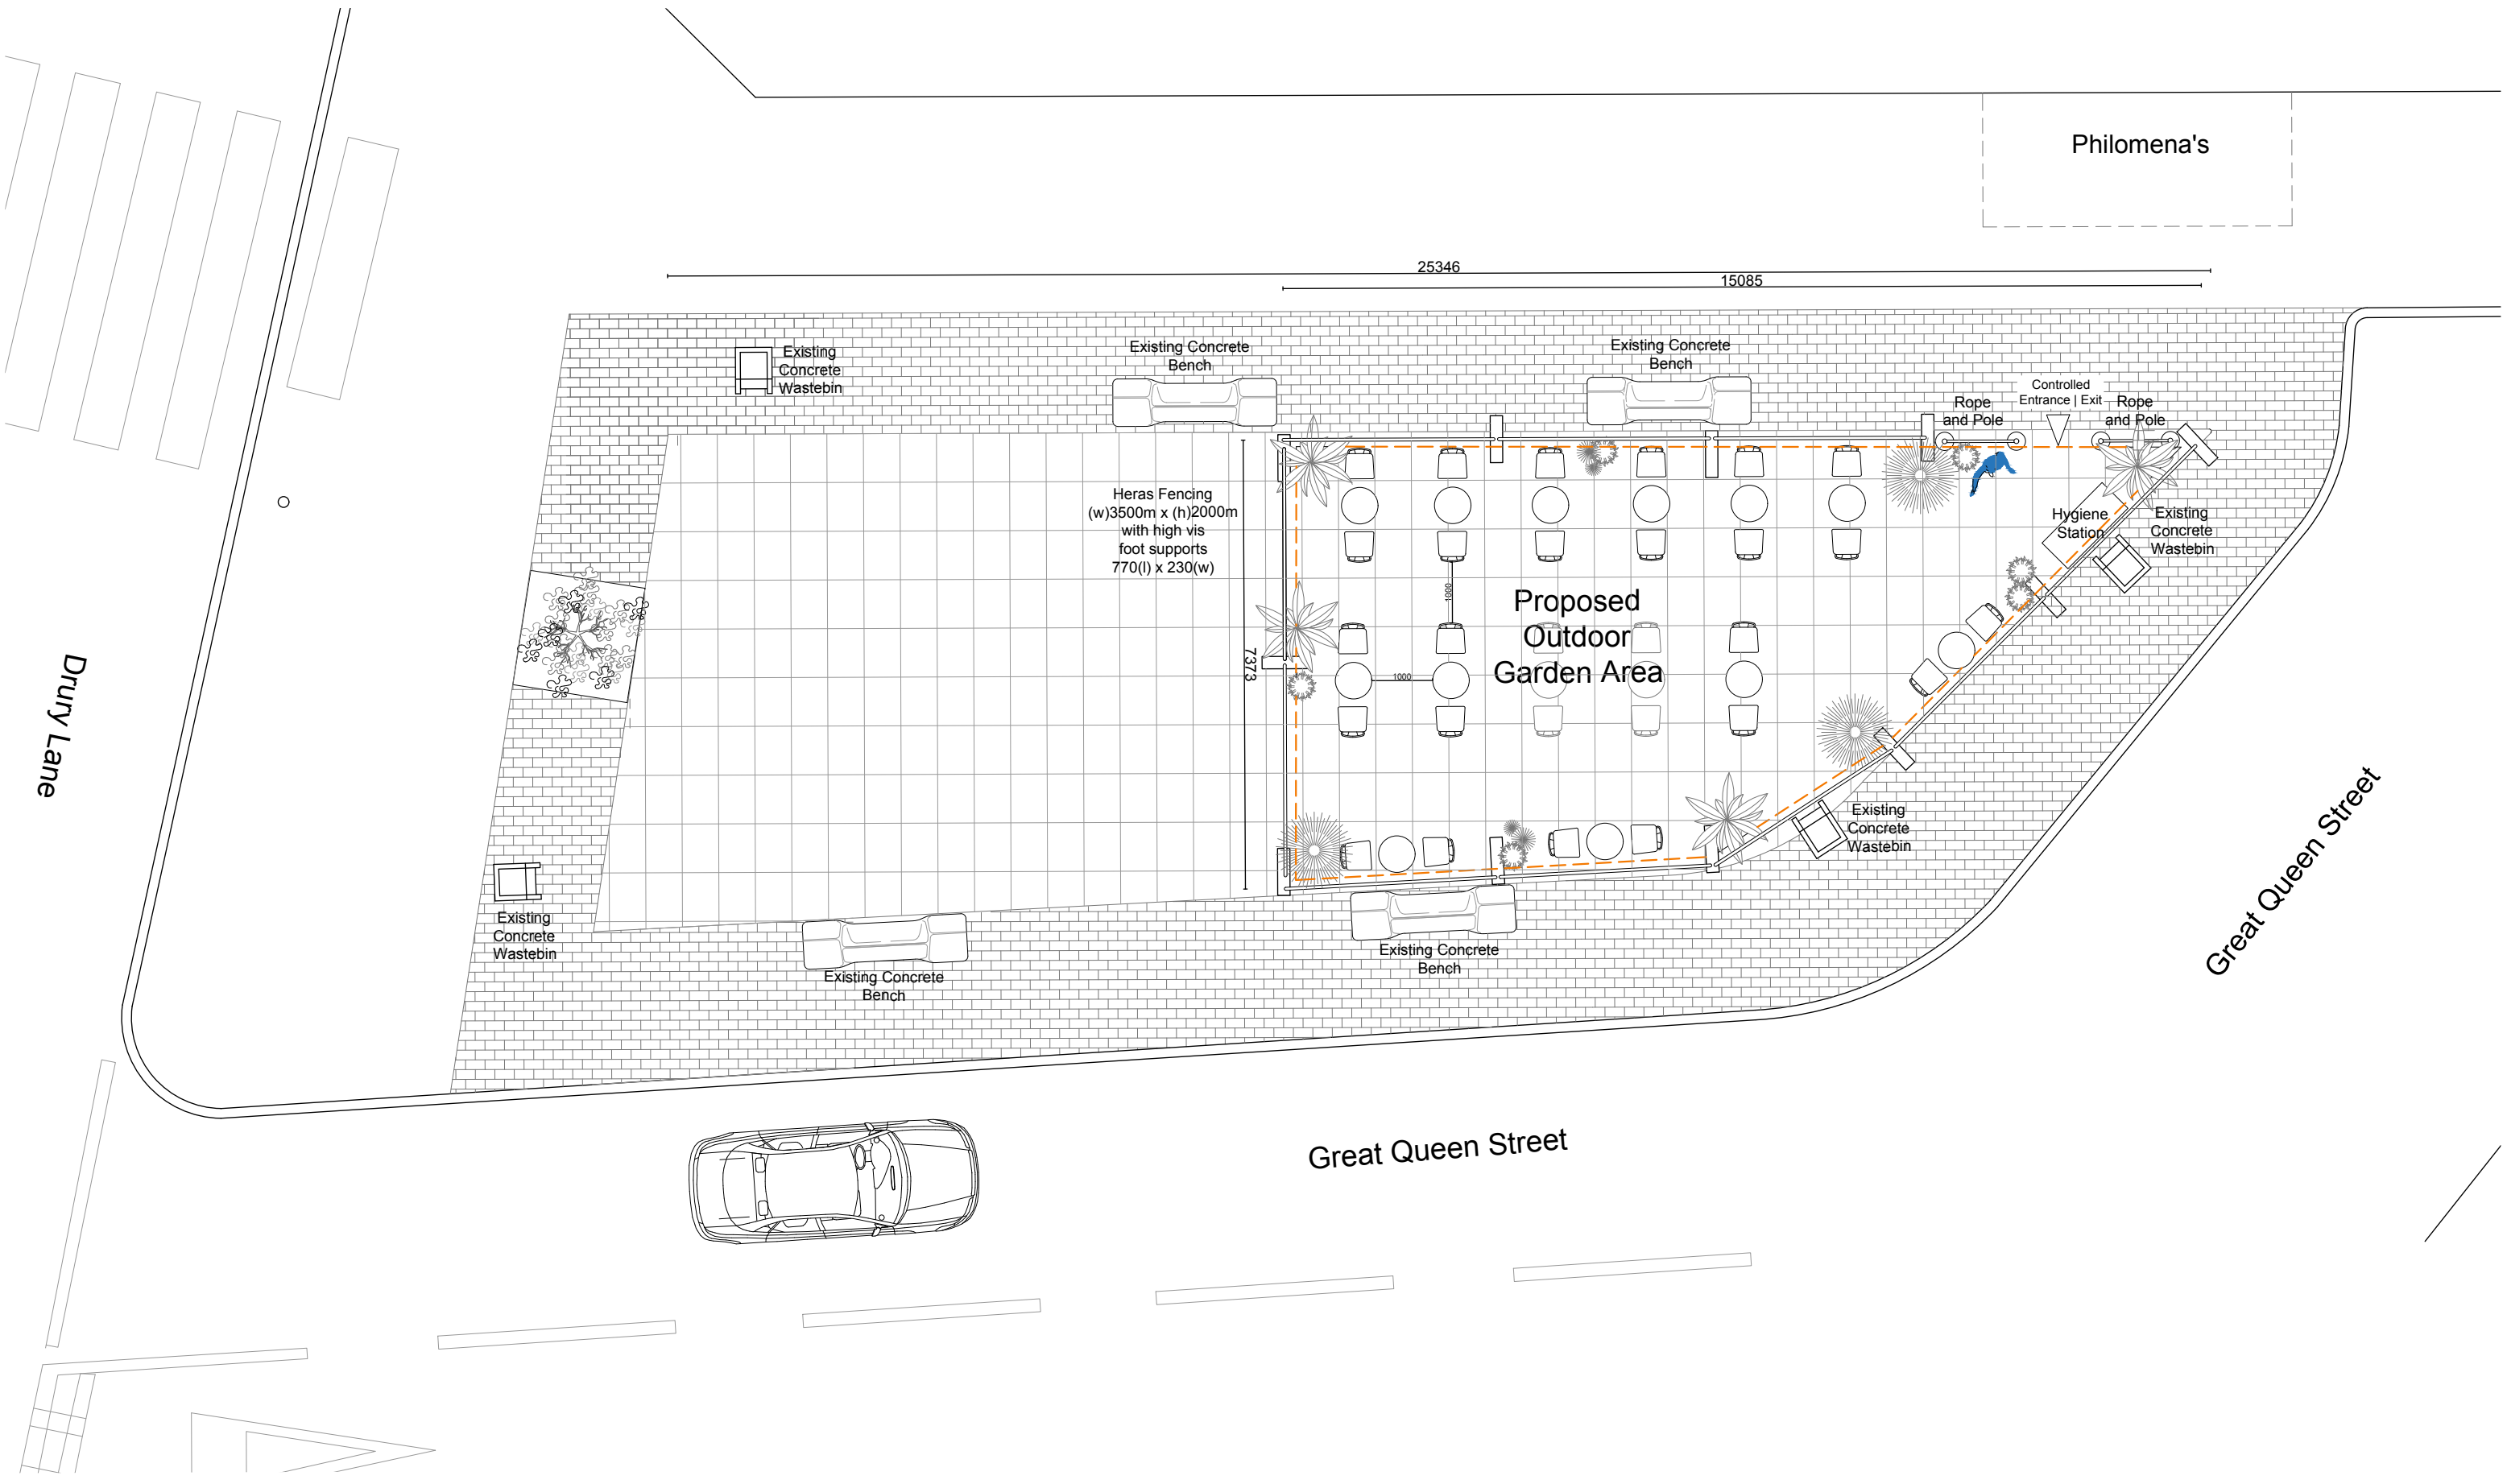 Philomena's
25346
15085
Existing
Concrete
Wastebin
Existing Concrete
Bench
Existing Concrete
Bench
Controlled
Entrance | Exit
Rope
and Pole
Rope
and Pole
Heras Fencing
(w)3500m x (h)2000m
with high vis
foot supports
770(l) x 230(w)
Hygiene
Station
Existing
Concrete
Wastebin
1000
Proposed
Outdoor
Garden Area
7373
1000
Drury Lane
Existing
Concrete
Wastebin
Existing
Concrete
Wastebin
Existing Concrete
Bench
Existing Concrete
Bench
Great Queen Street
Great Queen Street